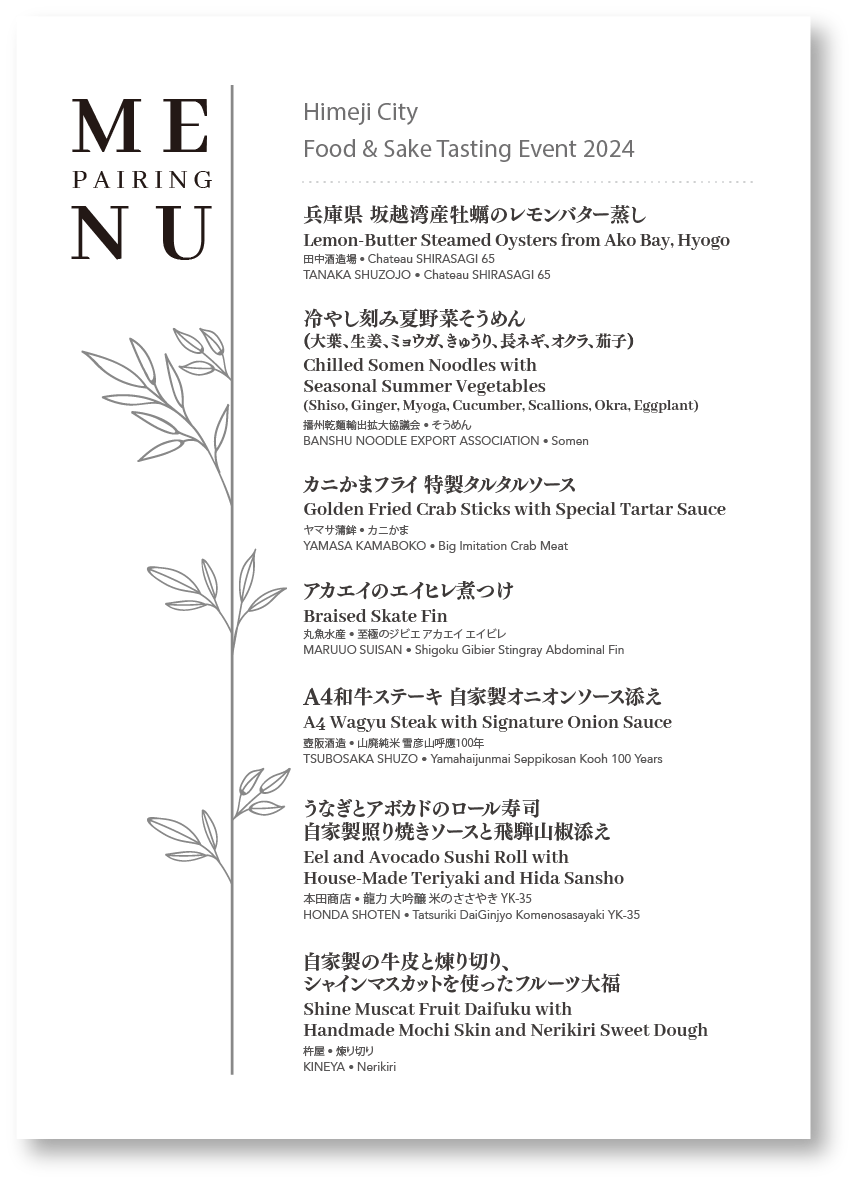 ME
PAIRING
NU
Himeji City
Food & Sake Tasting Event 2024
兵庫県 坂越湾産牡蠣のレモンバター蒸し
Lemon-Butter Steamed Oysters from Ako Bay, Hyogo
田中酒造場 • Chateau SHIRASAGI 65
TANAKA SHUZOJO • Chateau SHIRASAGI 65
冷やし刻み夏野菜そうめん
(大葉、生姜、ミョウガ、きゅうり、長ネギ、オクラ、茄子)
Chilled Somen Noodles with
Seasonal Summer Vegetables
(Shiso, Ginger, Myoga, Cucumber, Scallions, Okra, Eggplant)
播州乾麺輸出拡大協議会 • そうめん
BANSHU NOODLE EXPORT ASSOCIATION • Somen
カニかまフライ 特製タルタルソース
Golden Fried Crab Sticks with Special Tartar Sauce
ヤマサ蒲鉾 • カニかま
YAMASA KAMABOKO • Big Imitation Crab Meat
アカエイのエイヒレ煮つけ
Braised Skate Fin
丸魚水産 • 至極のジビエ アカエイ エイビレ
MARUUO SUISAN • Shigoku Gibier Stingray Abdominal Fin
A4和牛ステーキ 自家製オニオンソース添え
A4 Wagyu Steak with Signature Onion Sauce
壺阪酒造 • 山廃純米 雪彦山呼應100年
TSUBOSAKA SHUZO • Yamahaijunmai Seppikosan Kooh 100 Years
うなぎとアボカドのロール寿司
自家製照り焼きソースと飛騨山椒添え
Eel and Avocado Sushi Roll with
House-Made Teriyaki and Hida Sansho
本田商店 • 龍力 大吟醸 米のささやき YK-35
HONDA SHOTEN • Tatsuriki DaiGinjyo Komenosasayaki YK-35
自家製の牛皮と煉り切り、
シャインマスカットを使ったフルーツ大福
Shine Muscat Fruit Daifuku with
Handmade Mochi Skin and Nerikiri Sweet Dough
杵屋 • 煉り切り
KINEYA • Nerikiri